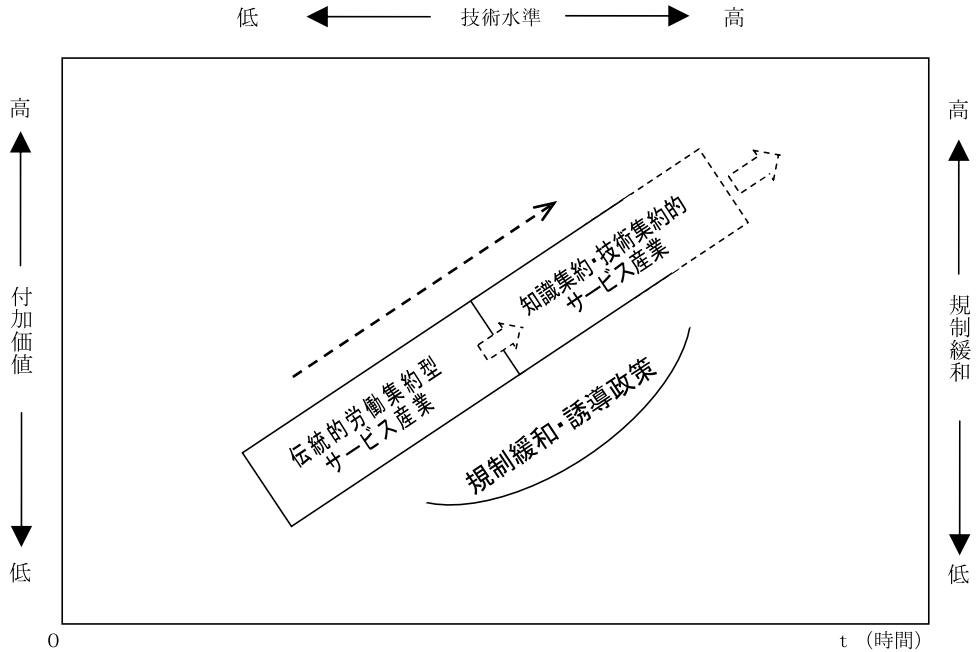 低 技術水準 高
高
付加価値
低
高
規制緩和
低
知識集約・技術集約的
サービス産業
伝統的労働集約型
サービス産業
規制緩和・誘導政策
0
t （時間）